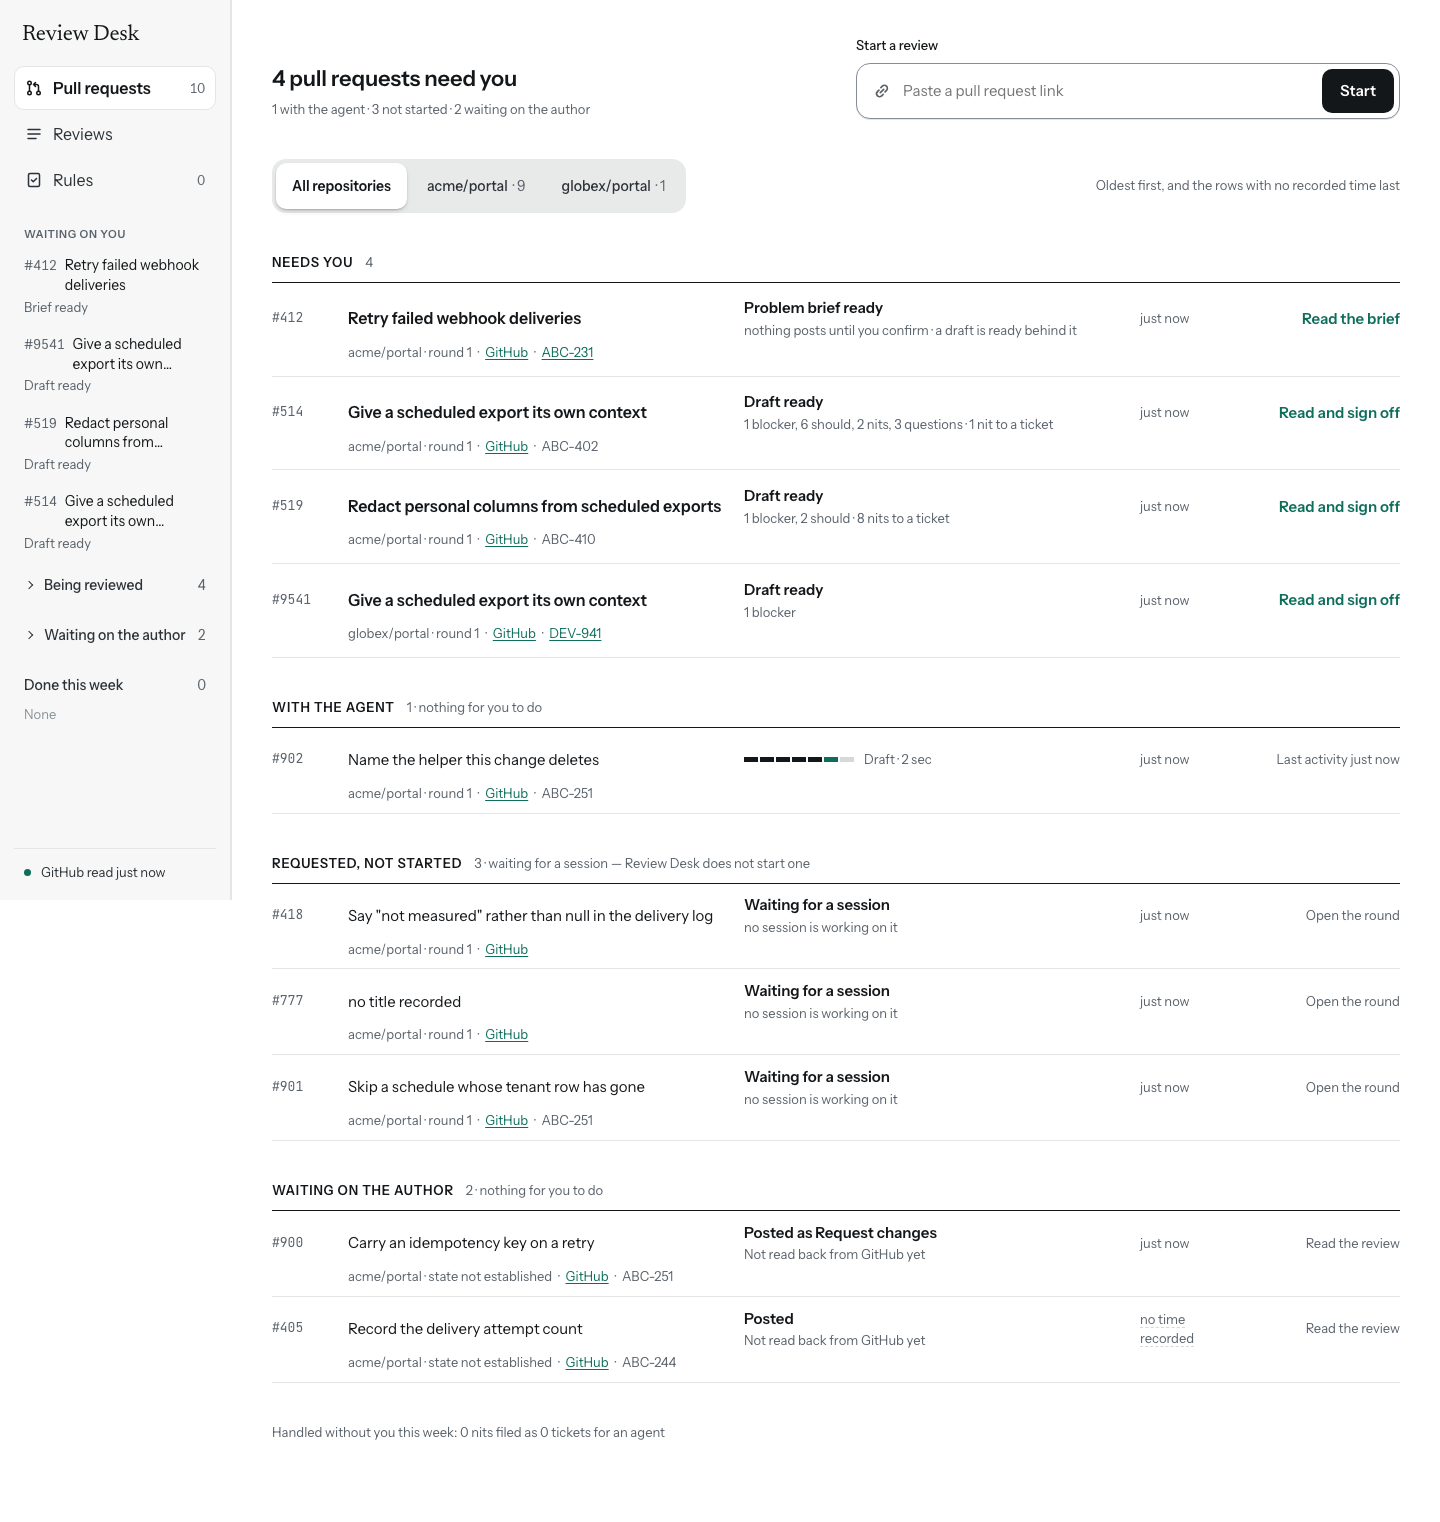 Review Desk
Pull requests 10
Reviews
Rules 0
WAITING ON YOU
#412 Retry failed webhook
deliveries
Brief ready
#9541 Give a scheduled
export its own…
Draft ready
#519 Redact personal
columns from…
Draft ready
#514 Give a scheduled
export its own…
Draft ready
Being reviewed 4
Waiting on the author 2
Done this week 0
None
GitHub read just now
4 pull requests need you
1 with the agent · 3 not started · 2 waiting on the author
Start a review
Paste a pull request link
Start
All repositories acme/portal · 9 globex/portal · 1
Oldest first, and the rows with no recorded time last
NEEDS YOU 4
#412 Retry failed webhook deliveries
acme/portal · round 1 · GitHub · ABC-231
Problem brief ready
nothing posts until you confirm · a draft is ready behind it
just now
Read the brief
#514 Give a scheduled export its own context
acme/portal · round 1 · GitHub · ABC-402
Draft ready
1 blocker, 6 should, 2 nits, 3 questions · 1 nit to a ticket
just now
Read and sign off
#519 Redact personal columns from scheduled exports
acme/portal · round 1 · GitHub · ABC-410
Draft ready
1 blocker, 2 should · 8 nits to a ticket
just now
Read and sign off
#9541 Give a scheduled export its own context
globex/portal · round 1 · GitHub · DEV-941
Draft ready
1 blocker
just now
Read and sign off
WITH THE AGENT 1 · nothing for you to do
#902 Name the helper this change deletes
acme/portal · round 1 · GitHub · ABC-251
Draft · 2 sec
just now
Last activity just now
REQUESTED, NOT STARTED 3 · waiting for a session — Review Desk does not start one
#418 Say "not measured" rather than null in the delivery log
acme/portal · round 1 · GitHub
Waiting for a session
no session is working on it
just now
Open the round
#777 no title recorded
acme/portal · round 1 · GitHub
Waiting for a session
no session is working on it
just now
Open the round
#901 Skip a schedule whose tenant row has gone
acme/portal · round 1 · GitHub · ABC-251
Waiting for a session
no session is working on it
just now
Open the round
WAITING ON THE AUTHOR 2 · nothing for you to do
#900 Carry an idempotency key on a retry
acme/portal · state not established · GitHub · ABC-251
Posted as Request changes
Not read back from GitHub yet
just now
Read the review
#405 Record the delivery attempt count
acme/portal · state not established · GitHub · ABC-244
Posted
Not read back from GitHub yet
no time
recorded
Read the review
Handled without you this week: 0 nits filed as 0 tickets for an agent